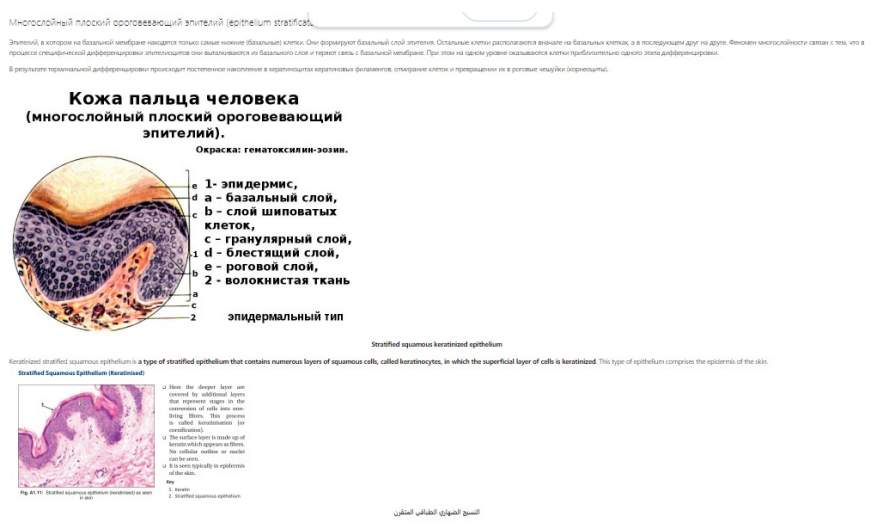 Многослойный плоский ороговевающий эпителий (epithelium stratificatu
Эпителий, в котором на базальной мембране находятся только самые нижние (базальные) клетки. Они формируют базальный слой эпителия. Остальные клетки располагаются вначале на базальных клетках, а в последующем друг на друге. Феномен многослойности связан с тем, что в
процессе специфической дифференцировки эпителиоцитов они выталкиваются из базального слоя и теряют связь с базальной мембраной. При этом на одном уровне оказываются клетки приблизительно одного этапа дифференцировки.
В результате терминальной дифференцировки происходит постепенное накопление в кератиноцитах кератиновых филаментов, отмирание клеток и превращении их в роговые чешуйки (корнеоциты).
Кожа пальца человека
(многослойный плоский ороговевающий
эпителий).
Окраска: гематоксилин-эозин.
e
d
c
1
b
a
c
2
1- эпидермис,
a – базальный слой,
b – слой шиповатых
клеток,
c – гранулярный слой,
d – блестящий слой,
e – роговой слой,
2 - волокнистая ткань
эпидермальный тип
Stratified squamous keratinized epithelium
Keratinized stratified squamous epithelium is a type of stratified epithelium that contains numerous layers of squamous cells, called keratinocytes, in which the superficial layer of cells is keratinized. This type of epithelium comprises the epidermis of the skin.
Stratified Squamous Epithelium (Keratinised)
1
❏ Here the deeper layer are
covered by additional layers
that represent stages in the
conversion of cells into non-
living fibres. This process
is called keratinisation (or
cornification).
❏ The surface layer is made up of
keratin which appears as fibres.
No cellular outline or nuclei
can be seen.
❏ It is seen typically in epidermis
of the skin.
Key
1. Keratin
2. Stratified squamous epithelium
Fig. A1.11: Stratified squamous epithelium (keratinised) as seen
in skin
النسيج الضهاري الطباقي المتقرن